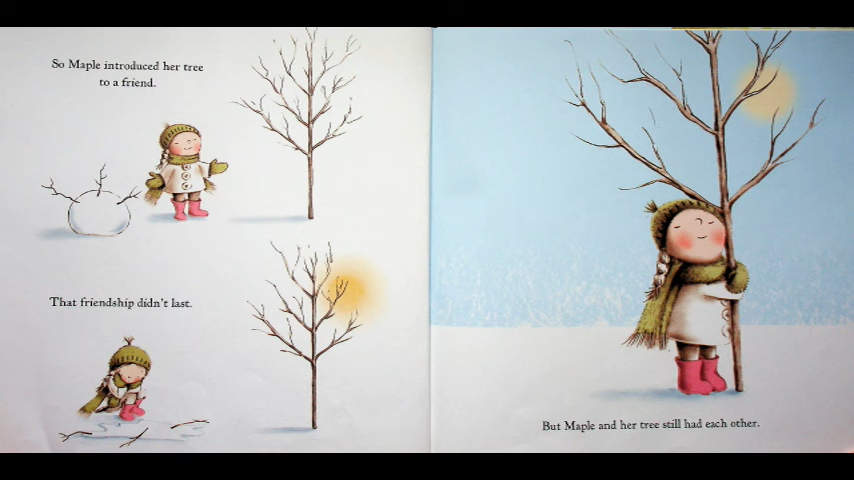 So Maple introduced her tree
to a friend.
That friendship didn't last.
But Maple and her tree still had each other.